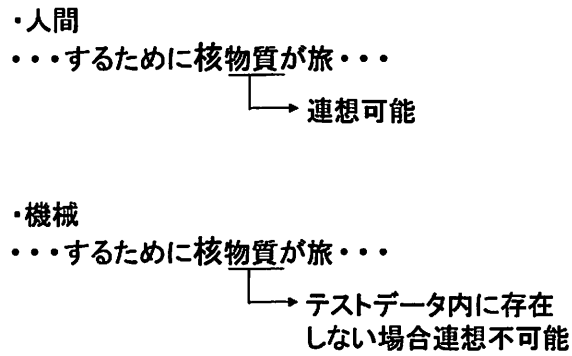 ・人間
・・・するために核物質が旅・・・
連想可能
・機械
・・・するために核物質が旅・・・
テストデータ内に存在
しない場合連想不可能